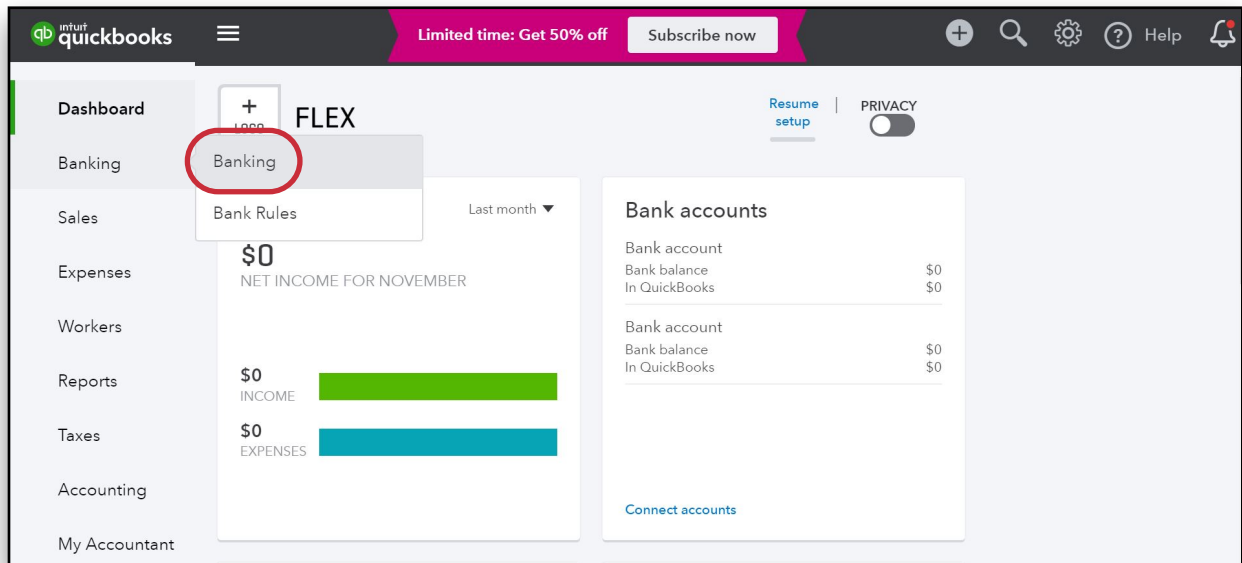 qb intuit quickbooks
Limited time: Get 50% off Subscribe now
? Help
Dashboard
Banking
Sales
Expenses
Workers
Reports
Taxes
Accounting
My Accountant
+
LOGO
FLEX
Resume setup
PRIVACY
Banking
Bank Rules
Last month
$0
NET INCOME FOR NOVEMBER
$0
INCOME
$0
EXPENSES
Bank accounts
Bank account
Bank balance $0
In QuickBooks $0
Bank account
Bank balance $0
In QuickBooks $0
Connect accounts